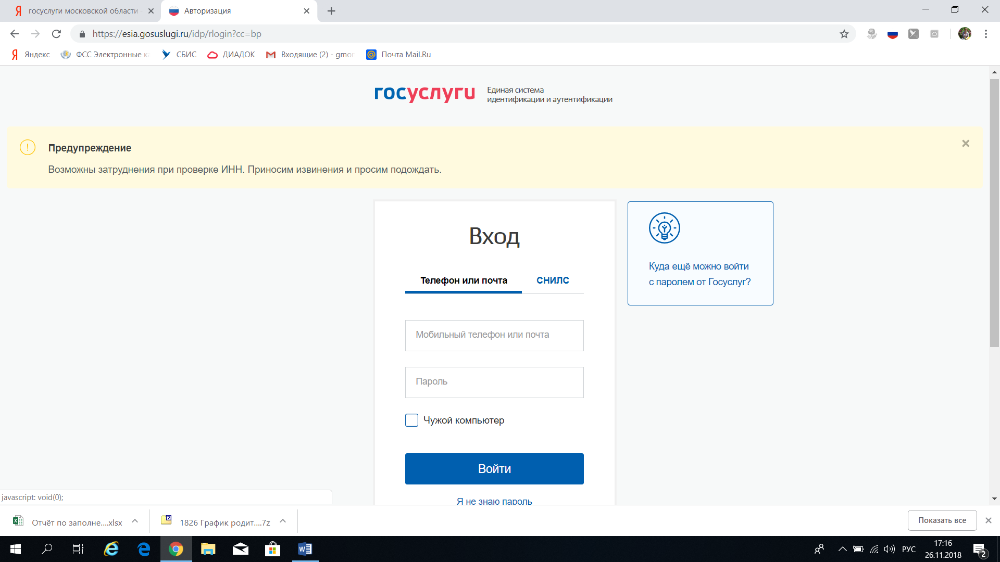 госуслуги московской области -
Авторизация
https://esia.gosuslugi.ru/idp/rlogin?cc=bp
Яндекс
ФСС Электронные ка
СБИС
ДИАДОК
Входящие (2) - gmor
Почта Mail.Ru
госуслуги
Единая система
идентификации и аутентификации
Предупреждение
Возможны затруднения при проверке ИНН. Приносим извинения и просим подождать.
Вход
Телефон или почта
СНИЛС
Мобильный телефон или почта
Пароль
Чужой компьютер
Войти
Я не знаю пароль
Куда ещё можно войти
с паролем от Госуслуг?
javascript: void(0);
Отчёт по заполне....xlsx
1826 График родит....7z
Показать все
РУС
17:16
26.11.2018
2